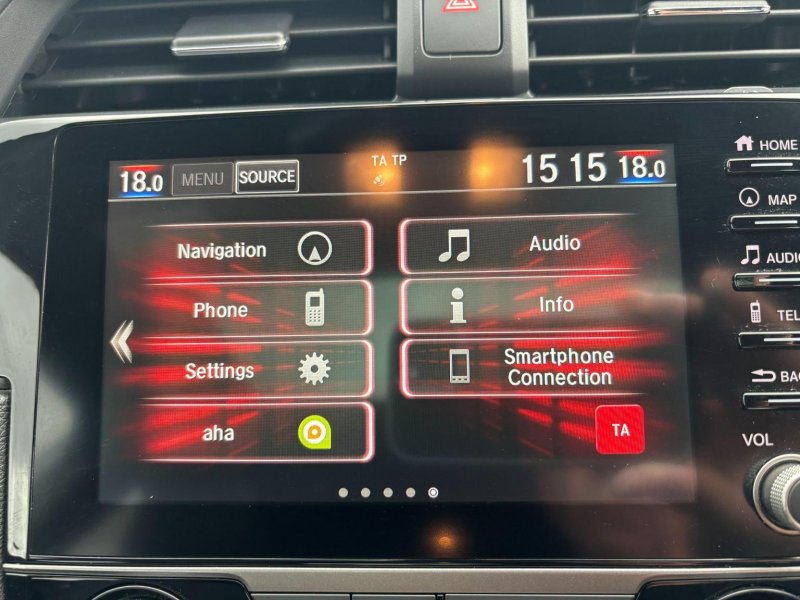 TA TP
18.0 MENU SOURCE 15 15 18.0
HOME
MAP
AUDIO
TEL
BAC
VOL
Navigation
Audio
Phone
Info
Settings
Smartphone
Connection
aha
TA